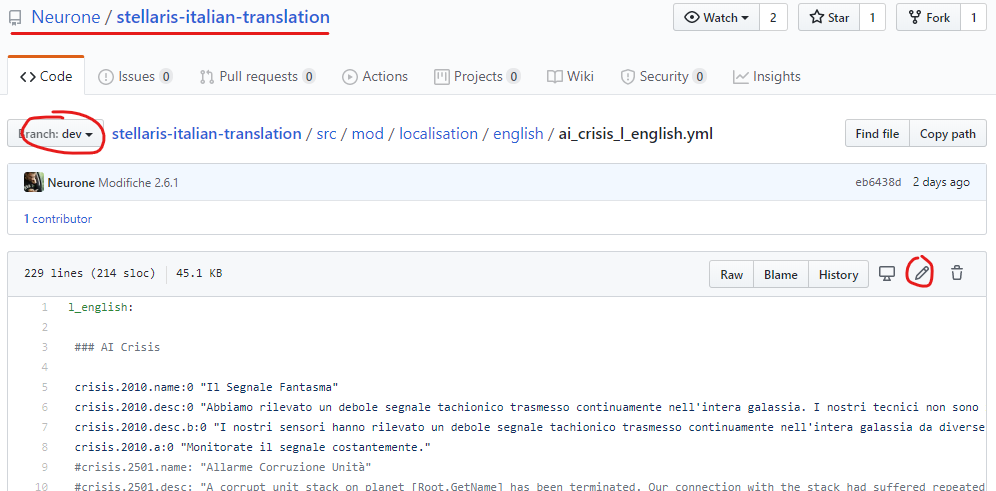 Neurone / stellaris-italian-translation
Watch 2 Star 1 Fork 1
Code Issues 0 Pull requests 0 Actions Projects 0 Wiki Security 0 Insights
Branch: dev stellaris-italian-translation / src / mod / localisation / english / ai_crisis_l_english.yml Find file Copy path
Neurone Modifiche 2.6.1 eb6438d 2 days ago
1 contributor
229 lines (214 sloc) 45.1 KB Raw Blame History
1 l_english:
2
3 ### AI Crisis
4
5 crisis.2010.name:0 "Il Segnale Fantasma"
6 crisis.2010.desc:0 "Abbiamo rilevato un debole segnale tachionico trasmesso continuamente nell'intera galassia. I nostri tecnici non sono
7 crisis.2010.desc.b:0 "I nostri sensori hanno rilevato un debole segnale tachionico trasmesso continuamente nell'intera galassia da diverse
8 crisis.2010.a:0 "Monitorate il segnale costantemente."
9 #crisis.2501.name: "Allarme Corruzione Unità"
10 #crisis.2501.desc: "A corrupt unit stack on planet [Root.GetName] has been terminated. Our connection with the stack had suffered repeated